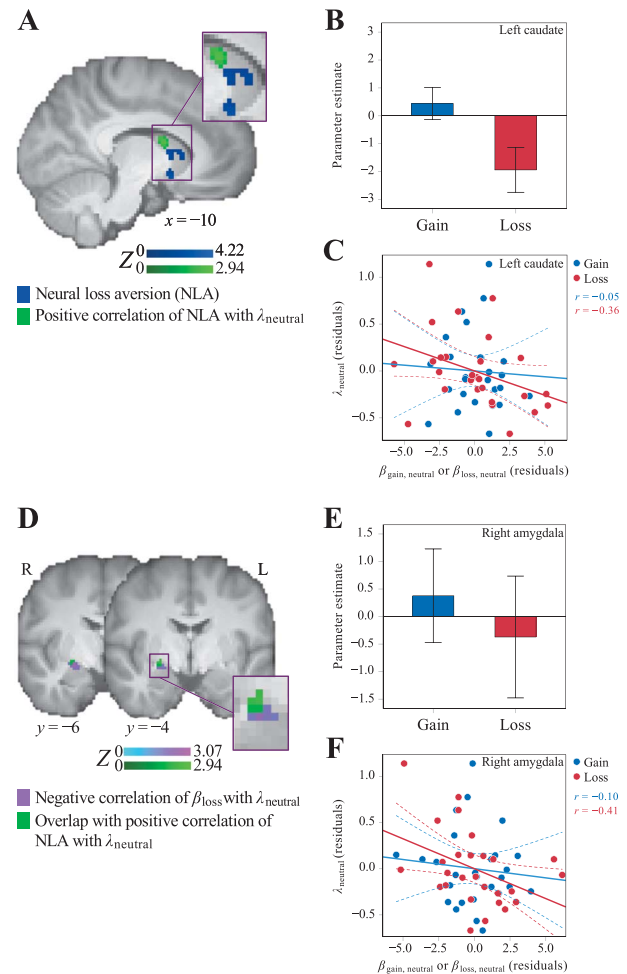 A
x = −10
Z 0 4.22
0 2.94
Neural loss aversion (NLA)
Positive correlation of NLA with λneutral
B
Left caudate
Parameter estimate
3
2
1
0
−1
−2
−3
Gain
Loss
C
Left caudate
Gain
Loss
r = −0.05
r = −0.36
λneutral (residuals)
1.0
0.5
0.0
−0.5
−5.0 −2.5 0.0 2.5 5.0
βgain, neutral or βloss, neutral (residuals)
D
R
L
y = −6
y = −4
Z 0 3.07
0 2.94
Negative correlation of βloss with λneutral
Overlap with positive correlation of
NLA with λneutral
E
Right amygdala
Parameter estimate
1.5
1.0
0.5
0.0
−0.5
−1.0
−1.5
Gain
Loss
F
Right amygdala
Gain
Loss
r = −0.10
r = −0.41
λneutral (residuals)
1.0
0.5
0.0
−0.5
−5.0 −2.5 0.0 2.5 5.0
βgain, neutral or βloss, neutral (residuals)